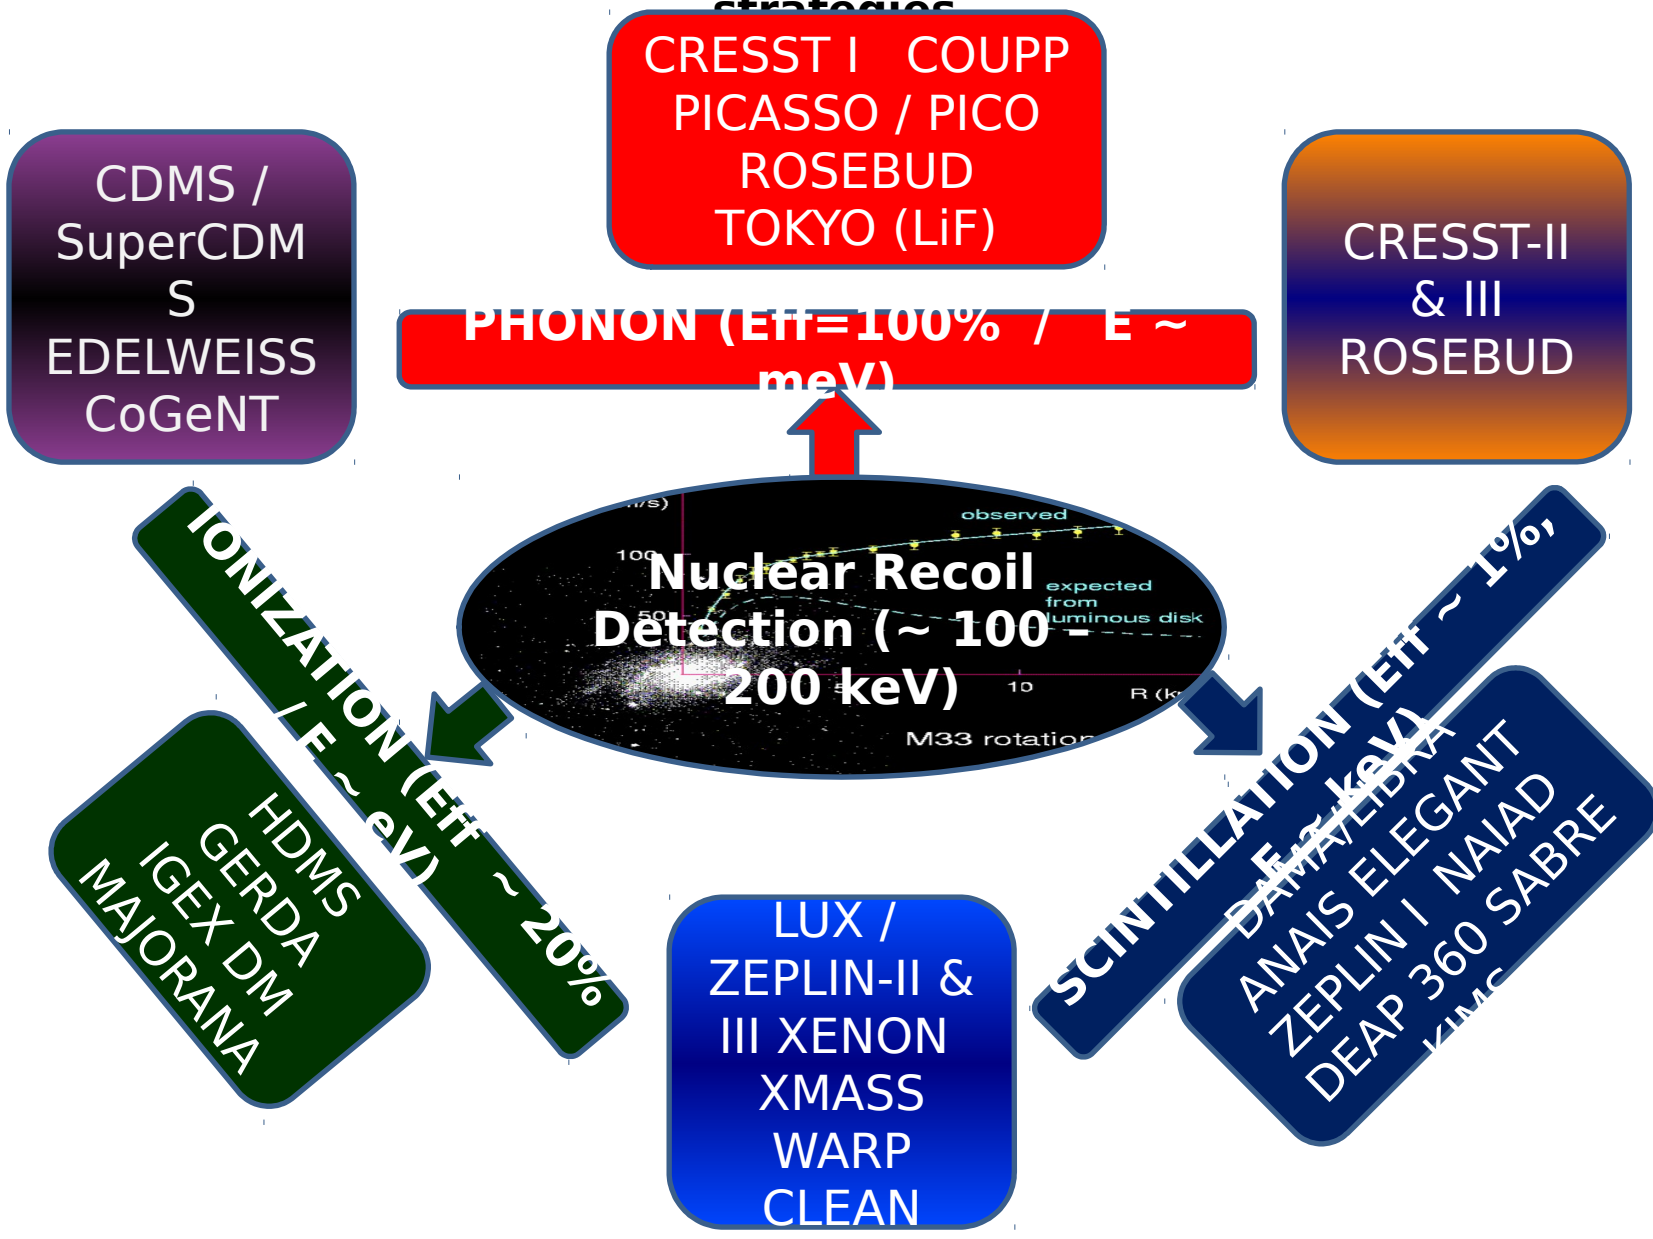 strategies
CRESST I COUPP
PICASSO / PICO
ROSEBUD
TOKYO (LiF)
CDMS /
SuperCDM
S
EDELWEISS
CoGeNT
CRESST-II
& III
ROSEBUD
PHONON (Eff=100% / E ~
meV)
observed
100
Nuclear Recoil
expected
from
luminous disk
50
Detection (~ 100 –
200 keV)
10
M33 rotation
IONIZATION (Eff ~ 20%
/ E ~ eV)
SCINTILLATION (Eff ~ 1%,
E ~ keV)
HDMS
GERDA
IGEX DM
MAJORANA
DAMA/LIBRA
ANAIS ELEGANT
ZEPLIN I NAIAD
DEAP 360 SABRE
KIMS
LUX /
ZEPLIN-II &
III XENON
XMASS
WARP
CLEAN